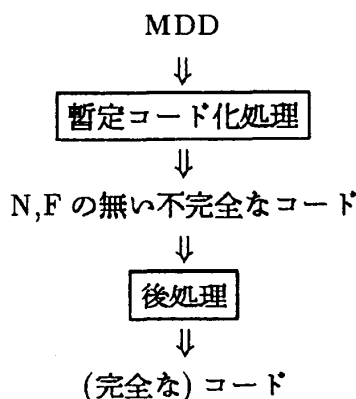 MDD
⇓
暫定コード化処理
⇓
N,F の無い不完全なコード
⇓
後処理
⇓
(完全な) コード